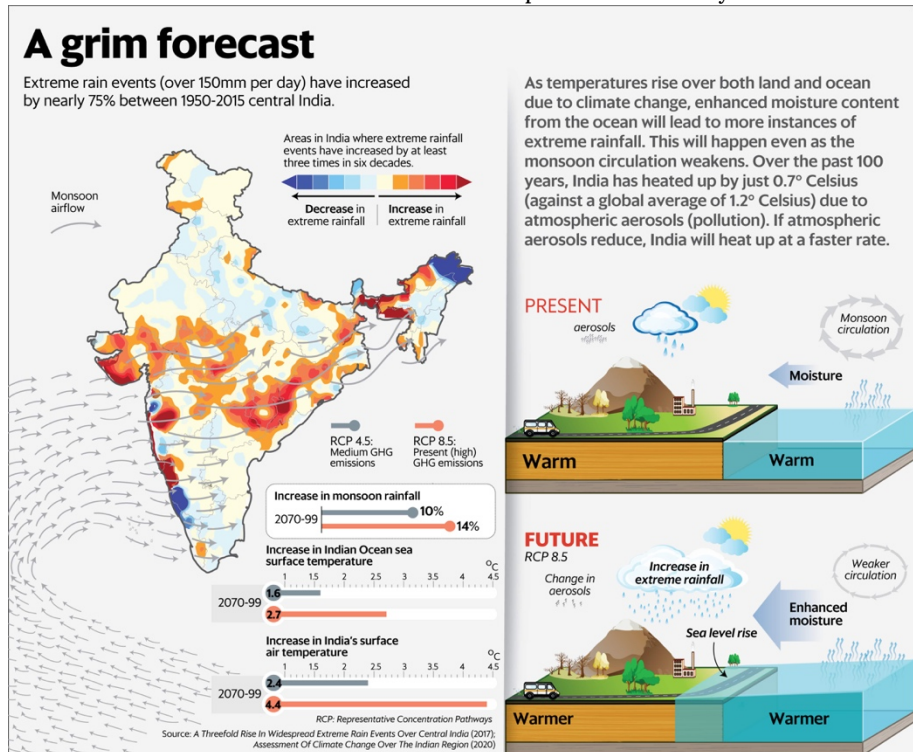 A grim forecast
Extreme rain events (over 150mm per day) have increased
by nearly 75% between 1950-2015 central India.
Areas in India where extreme rainfall
events have increased by at least
three times in six decades.
Decrease in
extreme rainfall
Increase in
extreme rainfall
Monsoon
airflow
RCP 4.5:
Medium GHG
emissions
RCP 8.5:
Present (high)
GHG emissions
Increase in monsoon rainfall
2070-99
10%
14%
Increase in Indian Ocean sea
surface temperature
°C
1 1.5 2 2.5 3 3.5 4 4.5
2070-99
1.6
2.7
Increase in India's surface
air temperature
°C
1 1.5 2 2.5 3 3.5 4 4.5
2070-99
2.4
4.4
RCP: Representative Concentration Pathways
Source: A Threefold Rise In Widespread Extreme Rain Events Over Central India (2017);
Assessment Of Climate Change Over The Indian Region (2020)
As temperatures rise over both land and ocean
due to climate change, enhanced moisture content
from the ocean will lead to more instances of
extreme rainfall. This will happen even as the
monsoon circulation weakens. Over the past 100
years, India has heated up by just 0.7° Celsius
(against a global average of 1.2° Celsius) due to
atmospheric aerosols (pollution). If atmospheric
aerosols reduce, India will heat up at a faster rate.
PRESENT
aerosols
Monsoon
circulation
Moisture
Warm
Warm
FUTURE
RCP 8.5
Change in
aerosols
Increase in
extreme rainfall
Weaker
circulation
Enhanced
moisture
Sea level rise
Warmer
Warmer